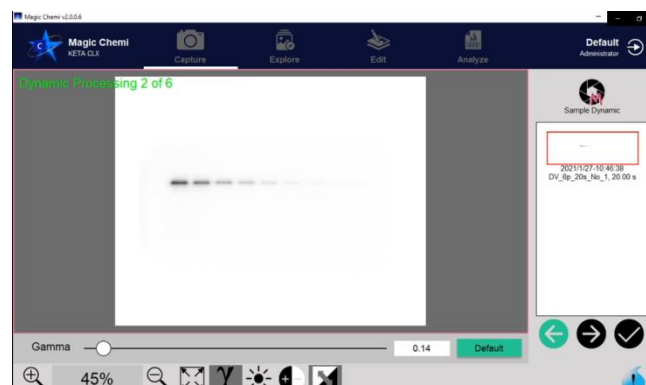 Magic Chemi v2.0.0.6
Magic Chemi
KETA CLX
Capture
Explore
Edit
Analyze
Default
Administrator
Dynamic Processing 2 of 6
Sample Dynamic
2021/1/27-10:46:38
DV_6p_20s_No_1, 20.00 s
Gamma
0.14
Default
45%